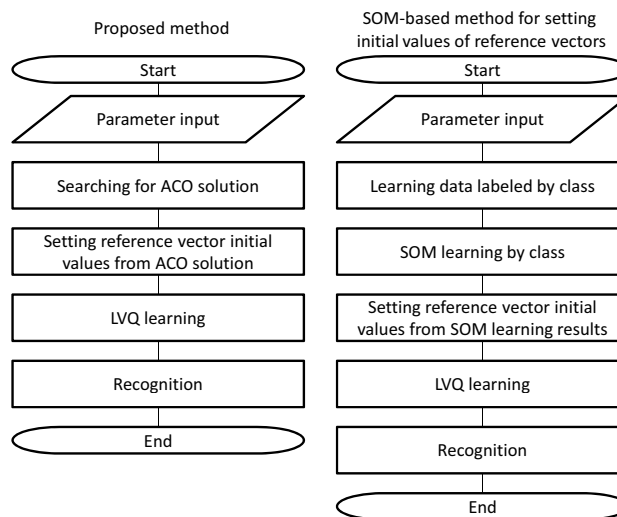 Proposed method
Start
Parameter input
Searching for ACO solution
Setting reference vector initial
values from ACO solution
LVQ learning
Recognition
End
SOM-based method for setting
initial values of reference vectors
Start
Parameter input
Learning data labeled by class
SOM learning by class
Setting reference vector initial
values from SOM learning results
LVQ learning
Recognition
End